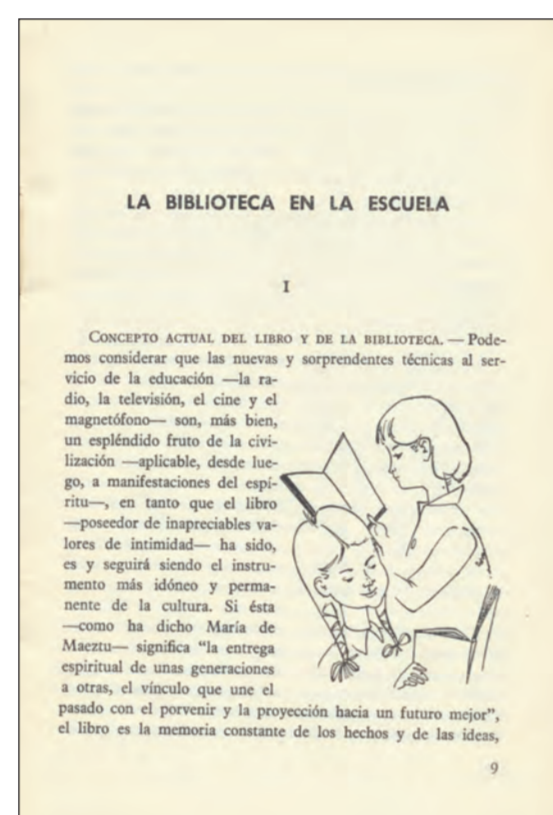 LA BIBLIOTECA EN LA ESCUELA
I
CONCEPTO ACTUAL DEL LIBRO Y DE LA BIBLIOTECA. — Pode-
mos considerar que las nuevas y sorprendentes técnicas al ser-
vicio de la educación —la ra-
dio, la televisión, el cine y el
magnetófono— son, más bien,
un espléndido fruto de la civi-
lización —aplicable, desde lue-
go, a manifestaciones del espí-
ritu—, en tanto que el libro
—poseedor de inapreciables va-
lores de intimidad— ha sido,
es y seguirá siendo el instru-
mento más idóneo y perma-
nente de la cultura. Si ésta
—como ha dicho María de
Maeztu— significa “la entrega
espiritual de unas generaciones
a otras, el vínculo que une el
pasado con el porvenir y la proyección hacia un futuro mejor”,
el libro es la memoria constante de los hechos y de las ideas,
9